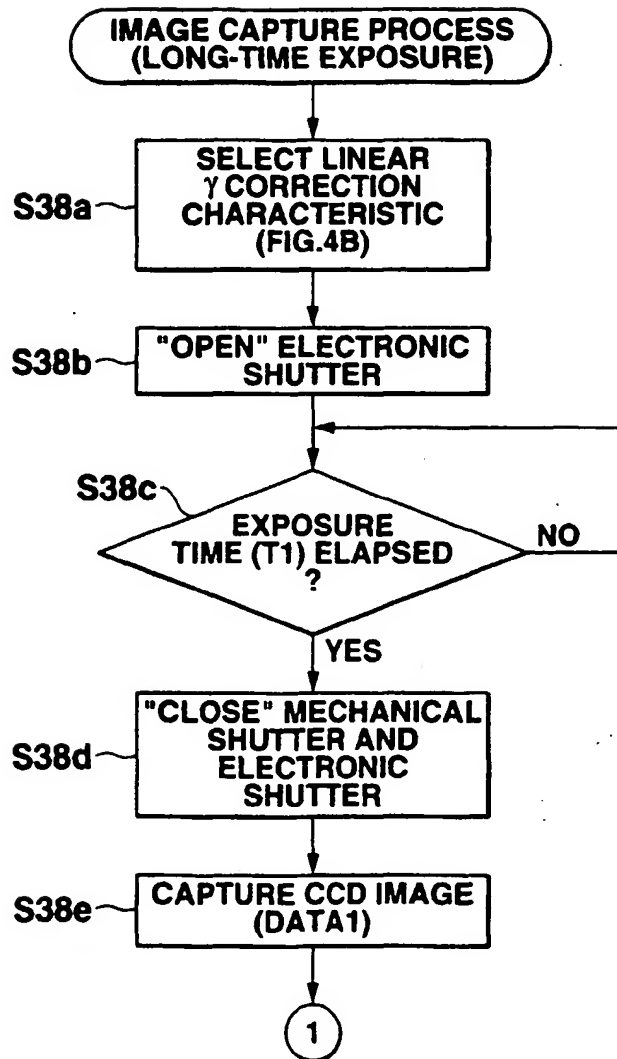 IMAGE CAPTURE PROCESS
(LONG-TIME EXPOSURE)
S38a
SELECT LINEAR
γ CORRECTION
CHARACTERISTIC
(FIG.4B)
S38b
"OPEN" ELECTRONIC
SHUTTER
S38c
EXPOSURE
TIME (T1) ELAPSED
?
NO
YES
S38d
"CLOSE" MECHANICAL
SHUTTER AND
ELECTRONIC
SHUTTER
S38e
CAPTURE CCD IMAGE
(DATA1)
1